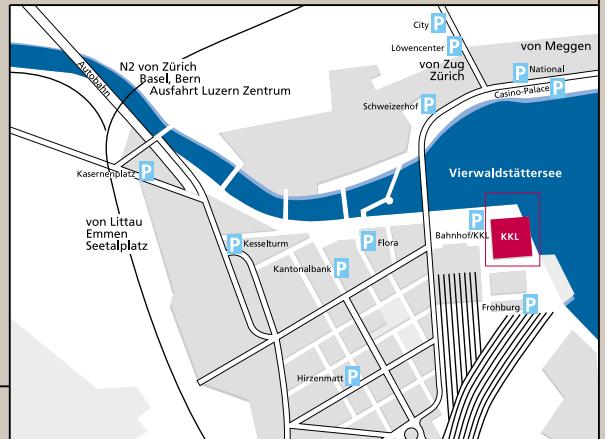 City P
Löwencenter P
von Meggen
N2 von Zürich
Basel, Bern
Ausfahrt Luzern Zentrum
von Zug
Zürich
P National
Autobahn
Casino-Palace P
Schweizerhof P
Kasernenplatz P
Vierwaldstättersee
von Littau
Emmen
Seetalplatz
P
Bahnhof/KKL
KKL
P Kesselturm
P Flora
Kantonalbank P
Frohburg P
Hirzenmatt P